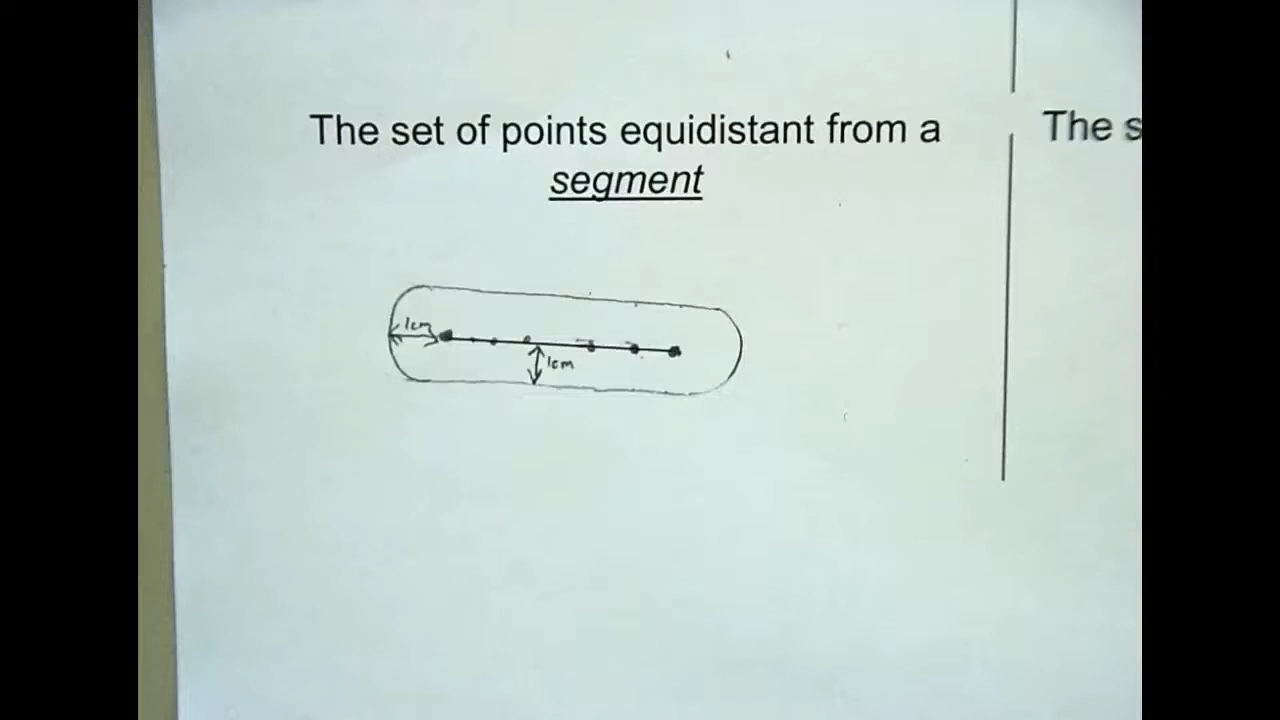 The set of points equidistant from a
segment
The s
1cm
1cm